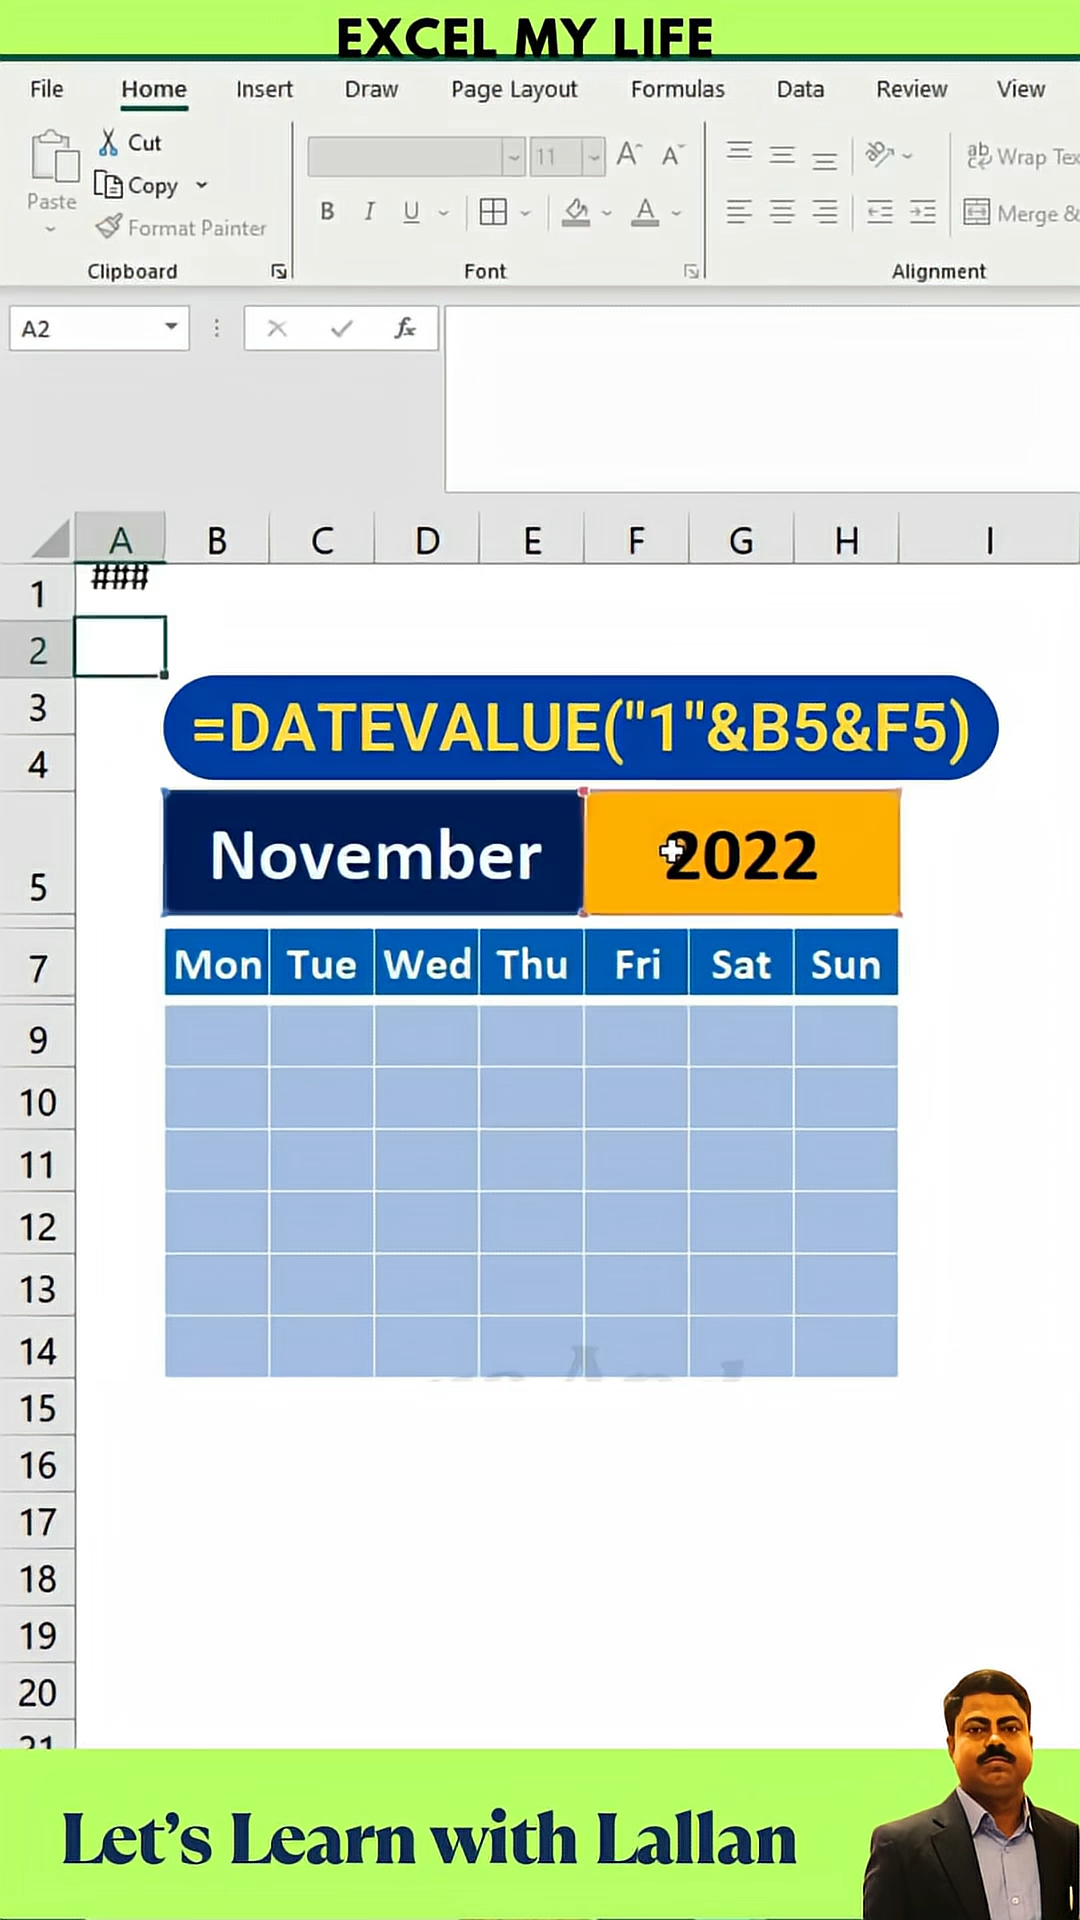 EXCEL MY LIFE
File Home Insert Draw Page Layout Formulas Data Review View
Cut
Copy
Paste
Format Painter
11 A A
B I U A
ab Wrap Tex
Merge &
Clipboard Font Alignment
A2 fx
A B C D E F G H I
1 ###
2
3
=DATEVALUE("1"&B5&F5)
4
5 November 2022
7 Mon Tue Wed Thu Fri Sat Sun
9
10
11
12
13
14
15
16
17
18
19
20
21
Let's Learn with Lallan